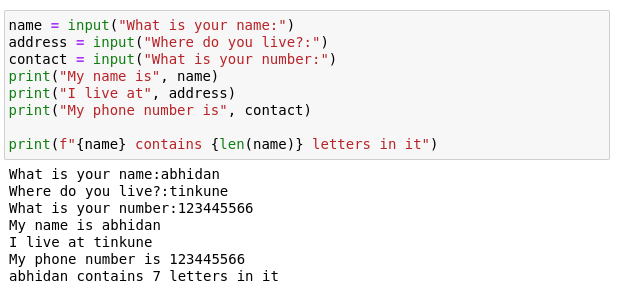 name = input("What is your name:")
address = input("Where do you live?:")
contact = input("What is your number:")
print("My name is", name)
print("I live at", address)
print("My phone number is", contact)
print(f"{name} contains {len(name)} letters in it")
What is your name:abhidan
Where do you live?:tinkune
What is your number:123445566
My name is abhidan
I live at tinkune
My phone number is 123445566
abhidan contains 7 letters in it